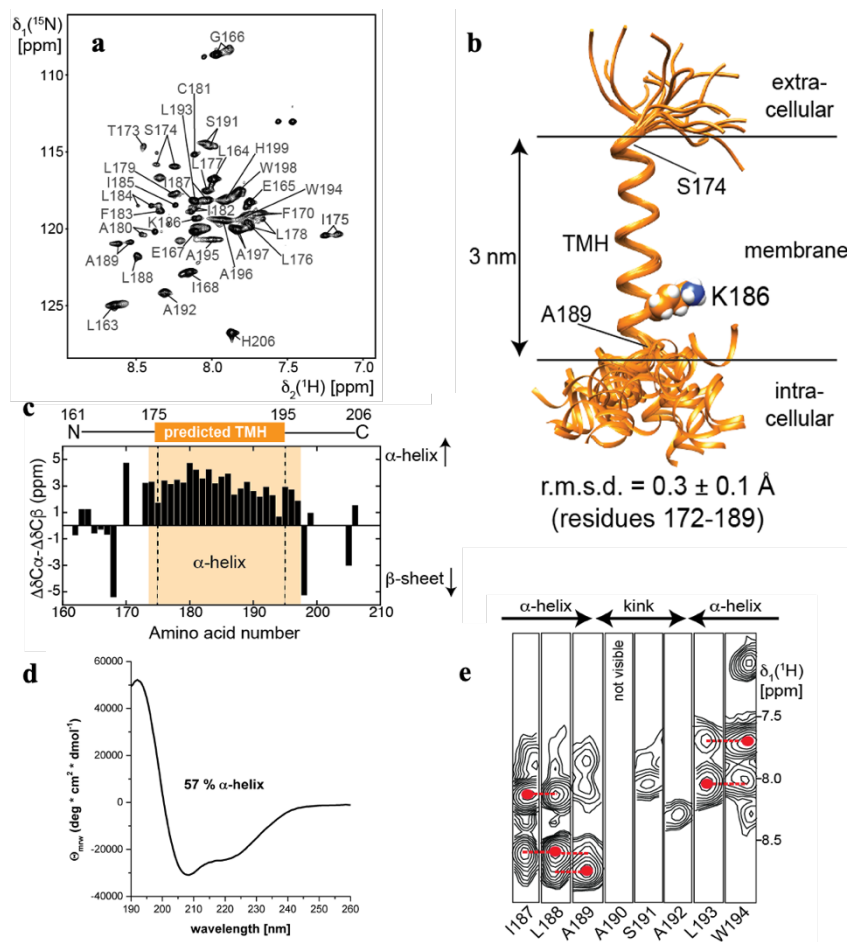 a
δ₁(¹⁵N)
[ppm]
110
115
120
125
8.5
8.0
7.5
7.0
δ₂(¹H) [ppm]
G166
C181
L193
S191
T173
S174
L177
L164
H199
L179
I187
W198
I185
E165
L184
W194
F183
K186
I182
F170
I175
A180
L178
E167
A195
A197
L176
A189
A196
L188
I168
A192
L163
H206
b
extra-
cellular
S174
3 nm
TMH
membrane
K186
A189
intra-
cellular
r.m.s.d. = 0.3 ± 0.1 Å
(residues 172-189)
c
161 175 195 206
N predicted TMH C
ΔδCα-ΔδCβ (ppm)
5
3
1
-1
-3
-5
α-helix
α-helix
β-sheet
160 170 180 190 200 210
Amino acid number
d
Θmrw (deg * cm² * dmol⁻¹)
60000
40000
20000
0
-20000
-40000
57 % α-helix
190 200 210 220 230 240 250 260
wavelength [nm]
e
α-helix kink α-helix
not visible
δ₁(¹H)
[ppm]
7.5
8.0
8.5
I187 L188 A189 A190 S191 A192 L193 W194